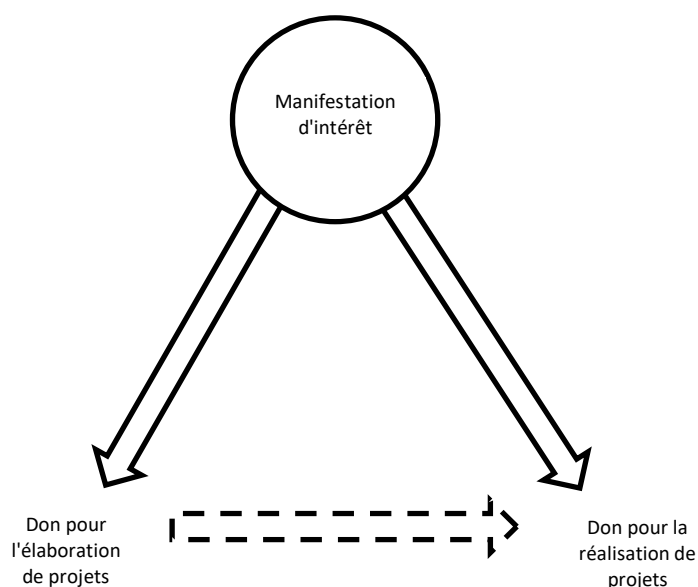 Manifestation
d'intérêt
Don pour
l'élaboration
de projets
Don pour la
réalisation de
projets